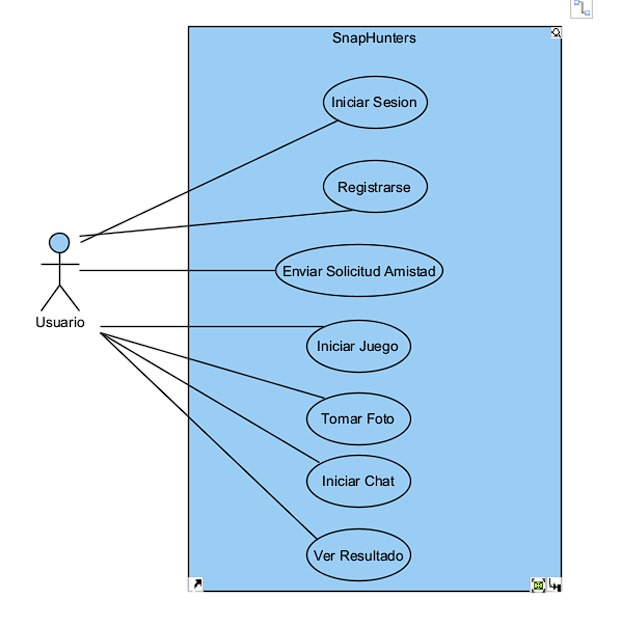 SnapHunters
Iniciar Sesion
Registrarse
Enviar Solicitud Amistad
Usuario
Iniciar Juego
Tomar Foto
Iniciar Chat
Ver Resultado